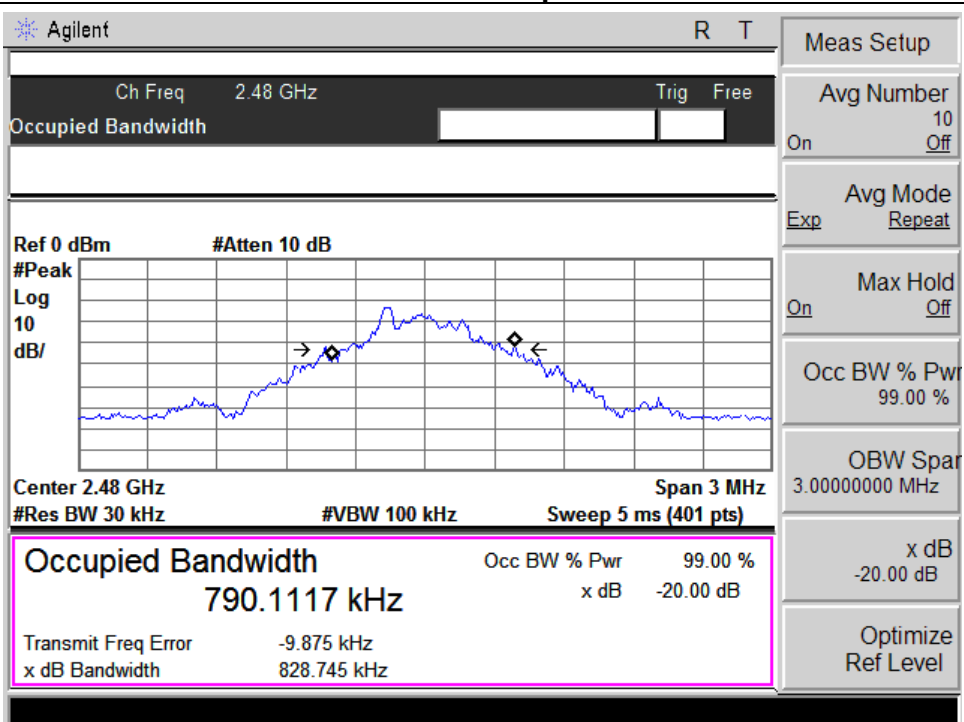 Agilent R T
Ch Freq 2.48 GHz Trig Free
Occupied Bandwidth
Ref 0 dBm #Atten 10 dB
#Peak
Log
10
dB/
Center 2.48 GHz Span 3 MHz
#Res BW 30 kHz #VBW 100 kHz Sweep 5 ms (401 pts)
Occupied Bandwidth Occ BW % Pwr 99.00 %
790.1117 kHz x dB -20.00 dB
Transmit Freq Error -9.875 kHz
x dB Bandwidth 828.745 kHz
Meas Setup
Avg Number
10
On Off
Avg Mode
Exp Repeat
Max Hold
On Off
Occ BW % Pwr
99.00 %
OBW Span
3.00000000 MHz
x dB
-20.00 dB
Optimize
Ref Level